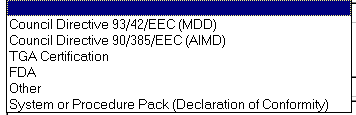 Council Directive 93/42/EEC (MDD)
Council Directive 90/385/EEC (AIMD)
TGA Certification
FDA
Other
System or Procedure Pack (Declaration of Conformity)